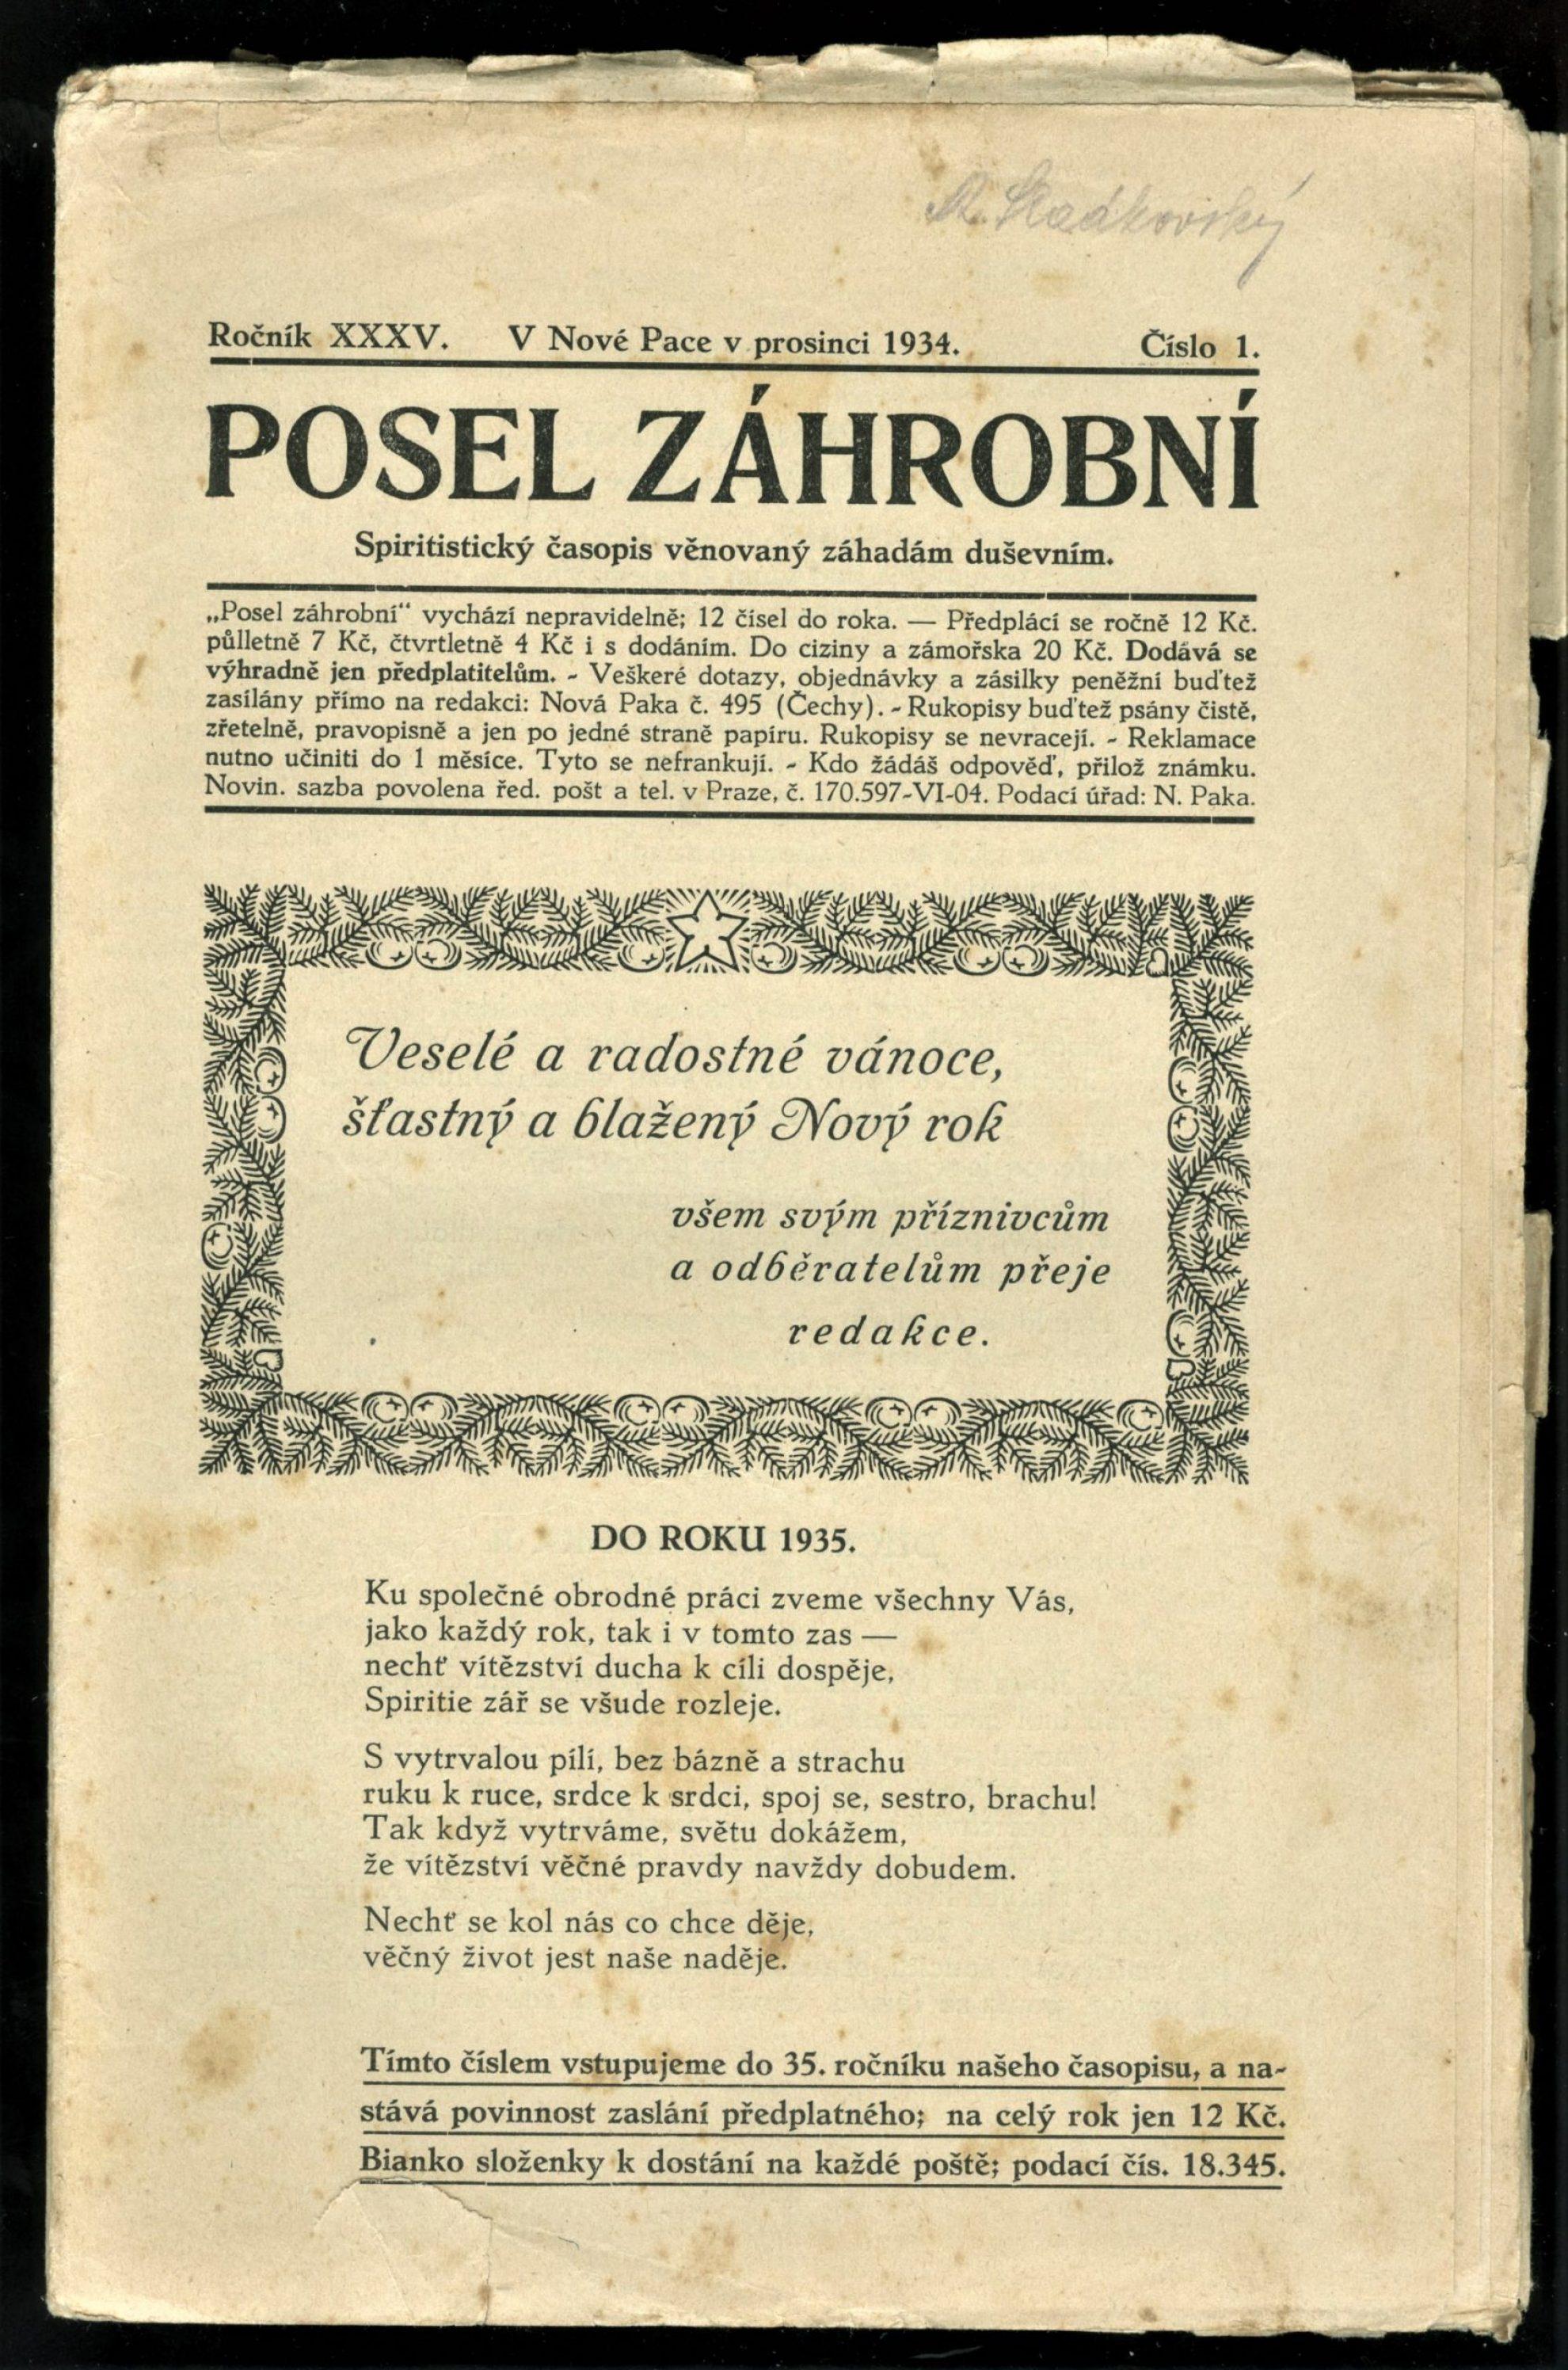 Ročník XXXV. V Nové Pace v prosinci 1934. Číslo 1.
POSEL ZÁHROBNÍ
Spiritistický časopis věnovaný záhadám duševním.
„Posel záhrobní“ vychází nepravidelně; 12 čísel do roka. — Předplácí se ročně 12 Kč.
půlletně 7 Kč, čtvrtletně 4 Kč i s dodáním. Do ciziny a zámořska 20 Kč. Dodává se
výhradně jen předplatitelům. - Veškeré dotazy, objednávky a zásilky peněžní buďtež
zasílány přímo na redakci: Nová Paka č. 495 (Čechy). - Rukopisy buďtež psány čistě,
zřetelně, pravopisně a jen po jedné straně papíru. Rukopisy se nevracejí. - Reklamace
nutno učiniti do 1 měsíce. Tyto se nefrankují. - Kdo žádáš odpověď, přilož známku.
Novin. sazba povolena řed. pošt a tel. v Praze, č. 170.597-VI-04. Podací úřad: N. Paka.
Veselé a radostné vánoce,
šťastný a blažený Nový rok
všem svým příznivcům
a odběratelům přeje
redakce.
DO ROKU 1935.
Ku společné obrodné práci zveme všechny Vás,
jako každý rok, tak i v tomto zas —
nechť vítězství ducha k cíli dospěje,
Spiritie zář se všude rozleje.
S vytrvalou pílí, bez bázně a strachu
ruku k ruce, srdce k srdci, spoj se, sestro, brachu!
Tak když vytrváme, světu dokážem,
že vítězství věčné pravdy navždy dobudem.
Nechť se kol nás co chce děje,
věčný život jest naše naděje.
Tímto číslem vstupujeme do 35. ročníku našeho časopisu, a na-
stává povinnost zaslání předplatného; na celý rok jen 12 Kč.
Bianko složenky k dostání na každé poště; podací čís. 18.345.